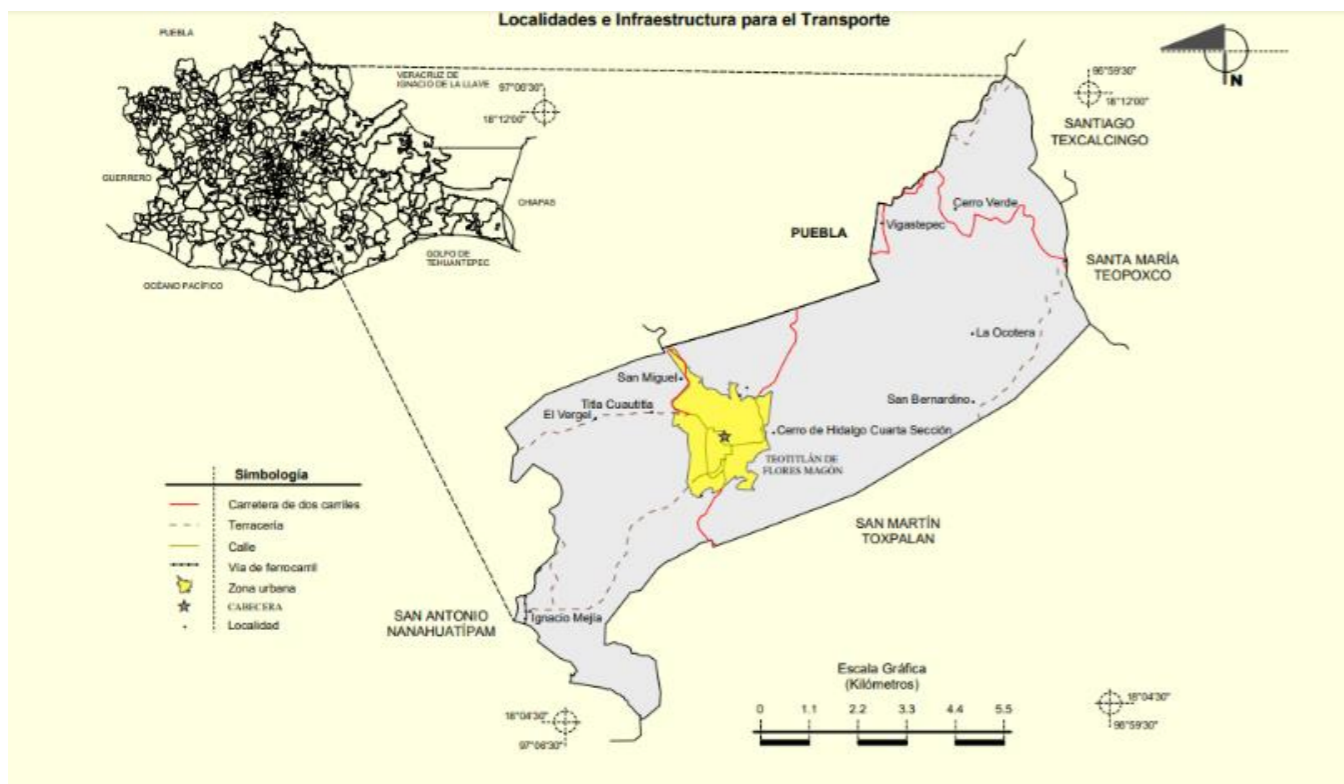 Localidades e Infraestructura para el Transporte
PUEBLA
VERACRUZ DE
IGNACIO DE LA LLAVE
GUERRERO
CHIAPAS
GOLFO DE
TEHUANTEPEC
OCÉANO PACÍFICO
97°06'30"
18°12'00"
96°59'30"
18°12'00"
N
SANTIAGO
TEXCALCINGO
Cerro Verde
Vigastepec
PUEBLA
SANTA MARÍA
TEOPOXCO
La Ocotera
San Miguel
Titla Cuautitla
El Vergel
San Bernardino
Cerro de Hidalgo Cuarta Sección
TEOTITLÁN DE
FLORES MAGÓN
SAN MARTÍN
TOXPALAN
Simbología
Carretera de dos carriles
Terracería
Calle
Vía de ferrocarril
Zona urbana
CABECERA
Localidad
SAN ANTONIO
NANAHUATÍPAM
Ignacio Mejía
Escala Gráfica
(Kilómetros)
0 1.1 2.2 3.3 4.4 5.5
18°04'30"
97°06'30"
18°04'30"
96°59'30"